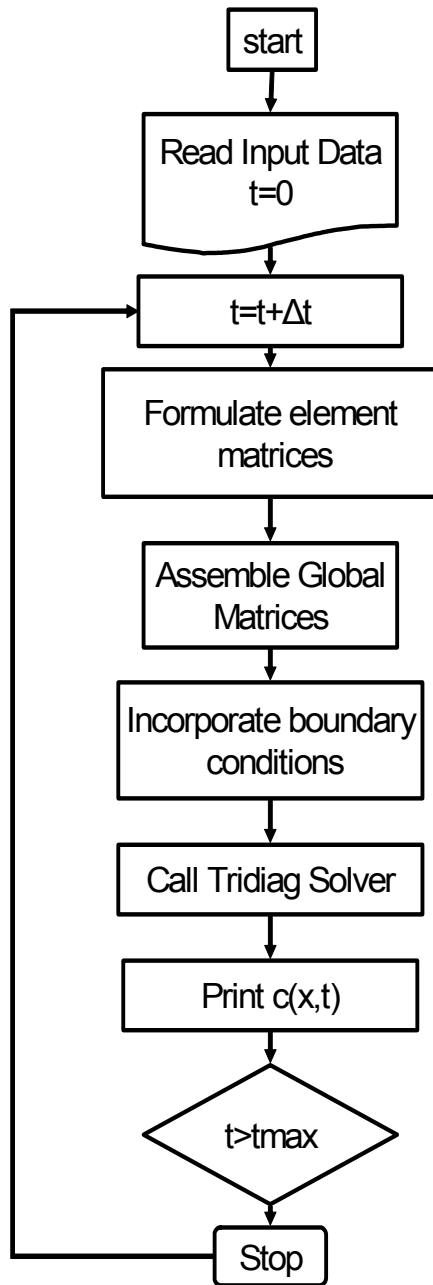 start
Read Input Data
t=0
t=t+Δt
Formulate element
matrices
Assemble Global
Matrices
Incorporate boundary
conditions
Call Tridiag Solver
Print c(x,t)
t>tmax
Stop